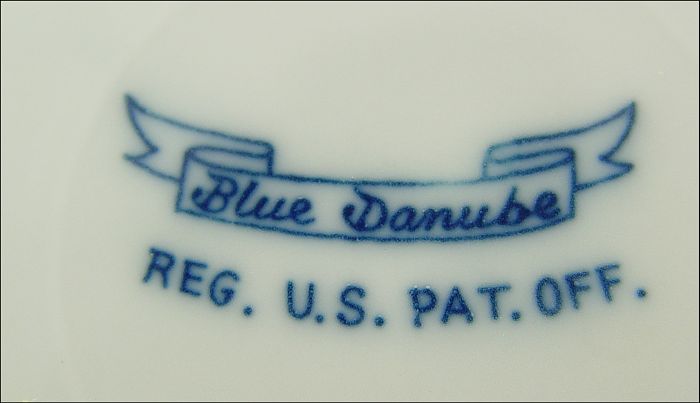 Blue Danube
REG. U.S. PAT. OFF.